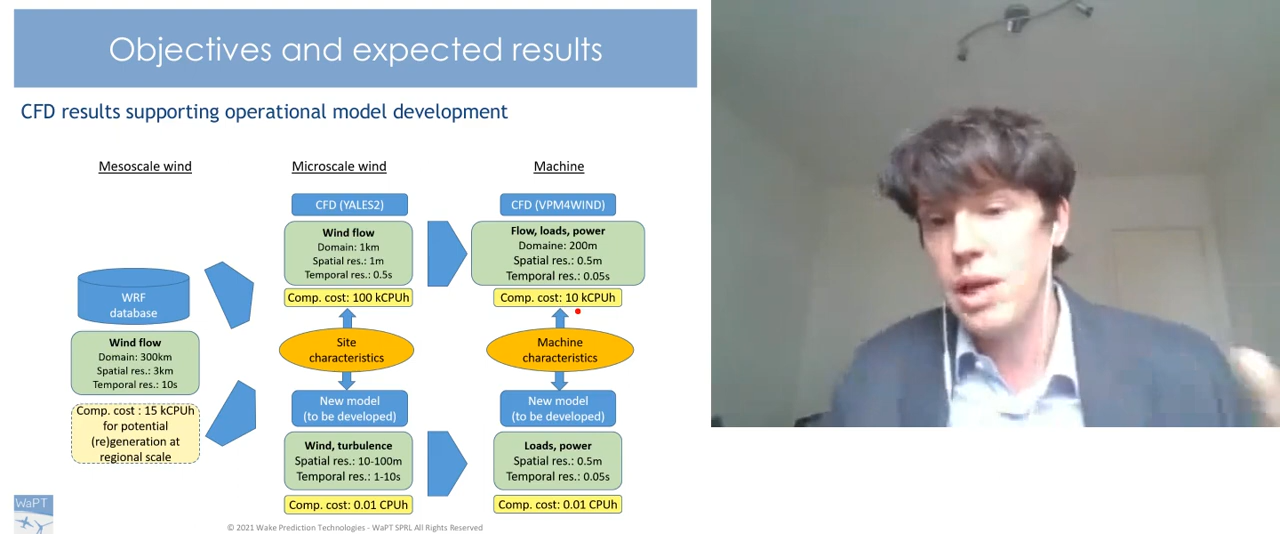 Objectives and expected results
CFD results supporting operational model development
Mesoscale wind
WRF
database
Wind flow
Domain: 300km
Spatial res.: 3km
Temporal res.: 10s
Comp. cost : 15 kCPUh
for potential
(re)generation at
regional scale
Microscale wind
CFD (YALES2)
Wind flow
Domain: 1km
Spatial res.: 1m
Temporal res.: 0.5s
Comp. cost: 100 kCPUh
Site
characteristics
New model
(to be developed)
Wind, turbulence
Spatial res.: 10-100m
Temporal res.: 1-10s
Comp. cost: 0.01 CPUh
Machine
CFD (VPM4WIND)
Flow, loads, power
Domaine: 200m
Spatial res.: 0.5m
Temporal res.: 0.05s
Comp. cost: 10 kCPUh
Machine
characteristics
New model
(to be developed)
Loads, power
Spatial res.: 0.5m
Temporal res.: 0.05s
Comp. cost: 0.01 CPUh
WaPT
© 2021 Wake Prediction Technologies - WaPT SPRL All Rights Reserved